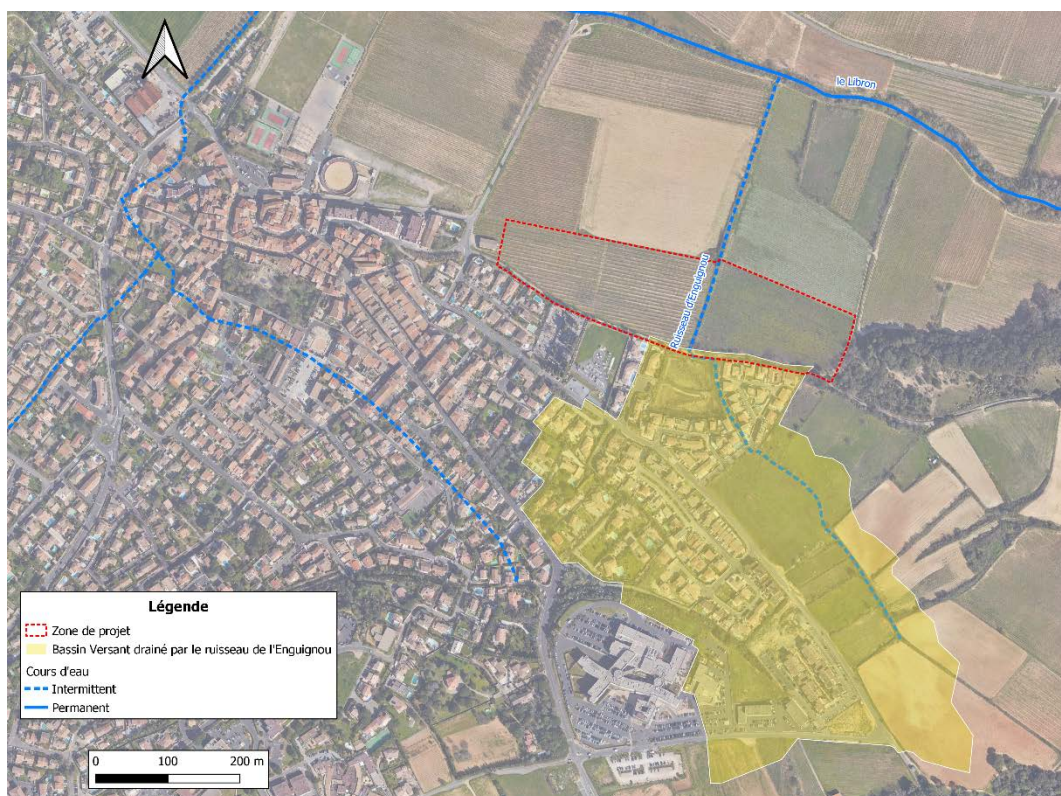 le Libron
Ruisseau d'Enguignou
Légende
Zone de projet
Bassin Versant drainé par le ruisseau de l'Enguignou
Cours d'eau
Intermittent
Permanent
0 100 200 m